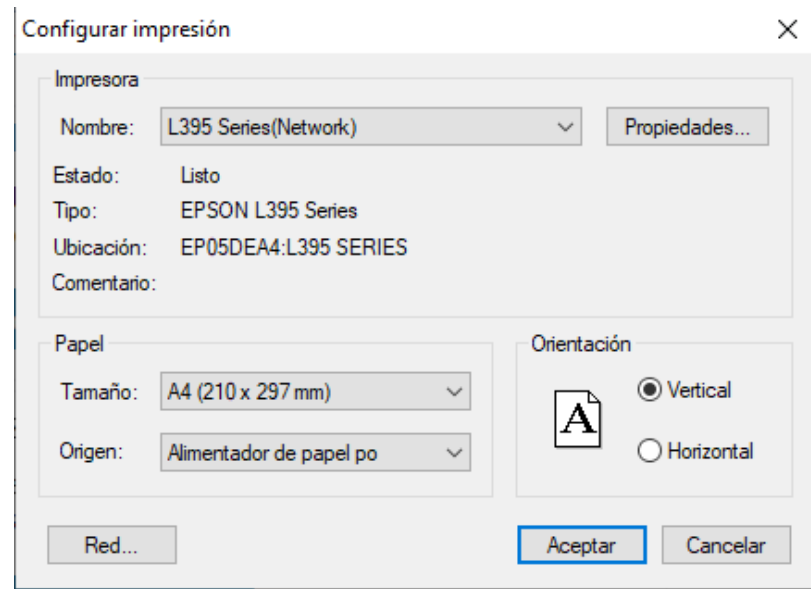 Configurar impresión
Impresora
Nombre: L395 Series(Network) Propiedades...
Estado: Listo
Tipo: EPSON L395 Series
Ubicación: EP05DEA4:L395 SERIES
Comentario:
Papel
Tamaño: A4 (210 x 297 mm)
Origen: Alimentador de papel po
Orientación
A
Vertical
Horizontal
Red... Aceptar Cancelar